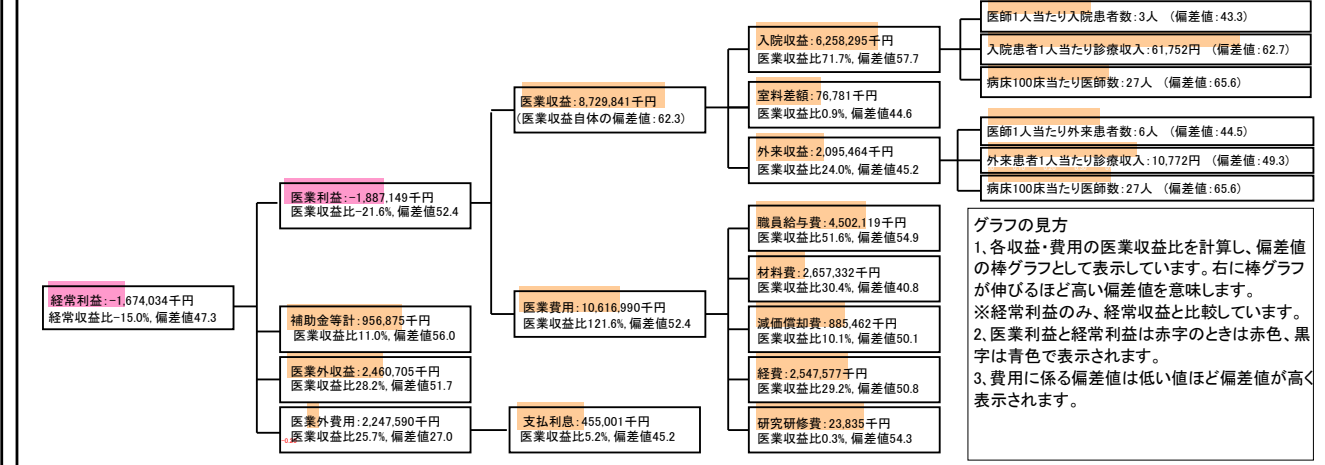 経常利益:-1,674,034千円
経常収支比-15.0%, 偏差値47.3
医業利益:-1,887,149千円
医業収益比-21.6%, 偏差値52.4
補助金等計:956,875千円
医業収益比11.0%, 偏差値56.0
医業外収益:2,460,705千円
医業収益比28.2%, 偏差値51.7
医業外費用:2,247,590千円
医業収益比25.7%, 偏差値27.0
医業収益:8,729,841千円
(医業収益自体の偏差値:62.3)
医業費用:10,616,990千円
医業収益比121.6%, 偏差値52.4
支払利息:455,001千円
医業収益比5.2%, 偏差値45.2
入院収益:6,258,295千円
医業収益比71.7%, 偏差値57.7
室料差額:76,781千円
医業収益比0.9%, 偏差値44.6
外来収益:2,095,464千円
医業収益比24.0%, 偏差値45.2
職員給与費:4,502,119千円
医業収益比51.6%, 偏差値54.9
材料費:2,657,332千円
医業収益比30.4%, 偏差値40.8
減価償却費:885,462千円
医業収益比10.1%, 偏差値50.1
経費:2,547,577千円
医業収益比29.2%, 偏差値50.8
研究研修費:23,835千円
医業収益比0.3%, 偏差値54.3
医師1人当たり入院患者数:3人 (偏差値:43.3)
入院患者1人当たり診療収入:61,752円 (偏差値:62.7)
病床100床当たり医師数:27人 (偏差値:65.6)
医師1人当たり外来患者数:6人 (偏差値:44.5)
外来患者1人当たり診療収入:10,772円 (偏差値:49.3)
病床100床当たり医師数:27人 (偏差値:65.6)
グラフの見方
1、各収益・費用の医業収益比を計算し、偏差値
の棒グラフとして表示しています。右に棒グラフ
が伸びるほど高い偏差値を意味します。
※経常利益のみ、経常収益と比較しています。
2、医業利益と経常利益は赤字のときは赤色、黒
字は青色で表示されます。
3、費用に係る偏差値は低い値ほど偏差値が高く
表示されます。